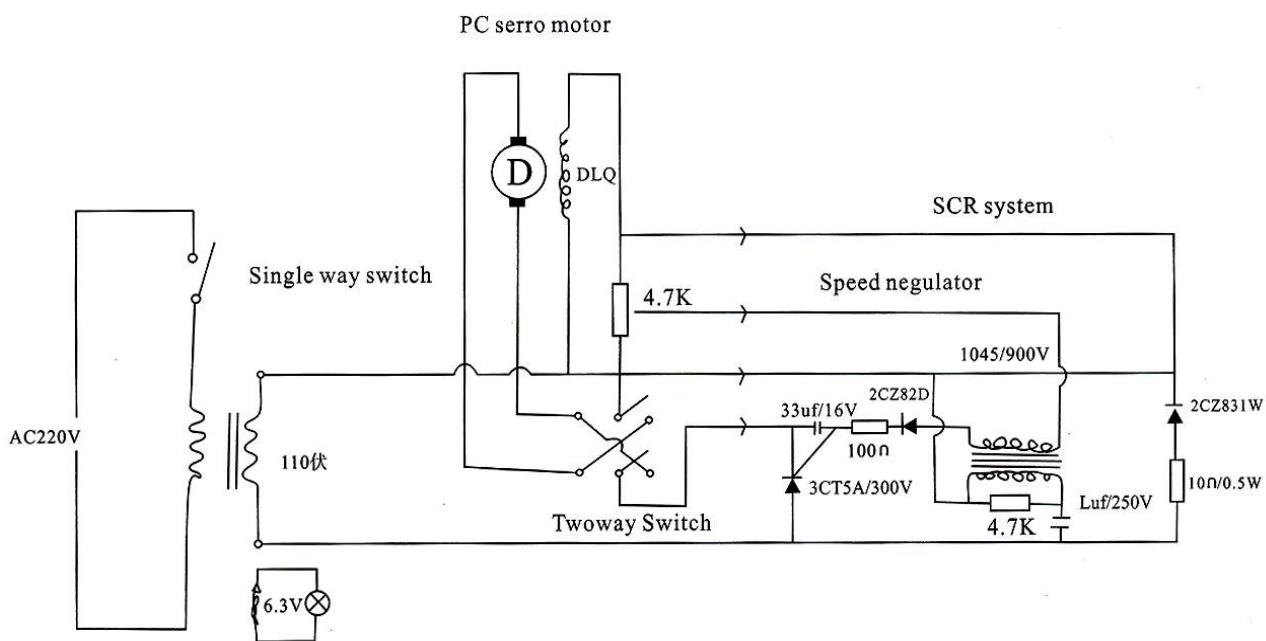 PC serro motor
D
DLQ
SCR system
Single way switch
4.7K
Speed negulator
1045/900V
2CZ82D
2CZ831W
33uf/16V
AC220V
100Ω
110伏
3CT5A/300V
10Ω/0.5W
Luf/250V
Twoway Switch
4.7K
6.3V